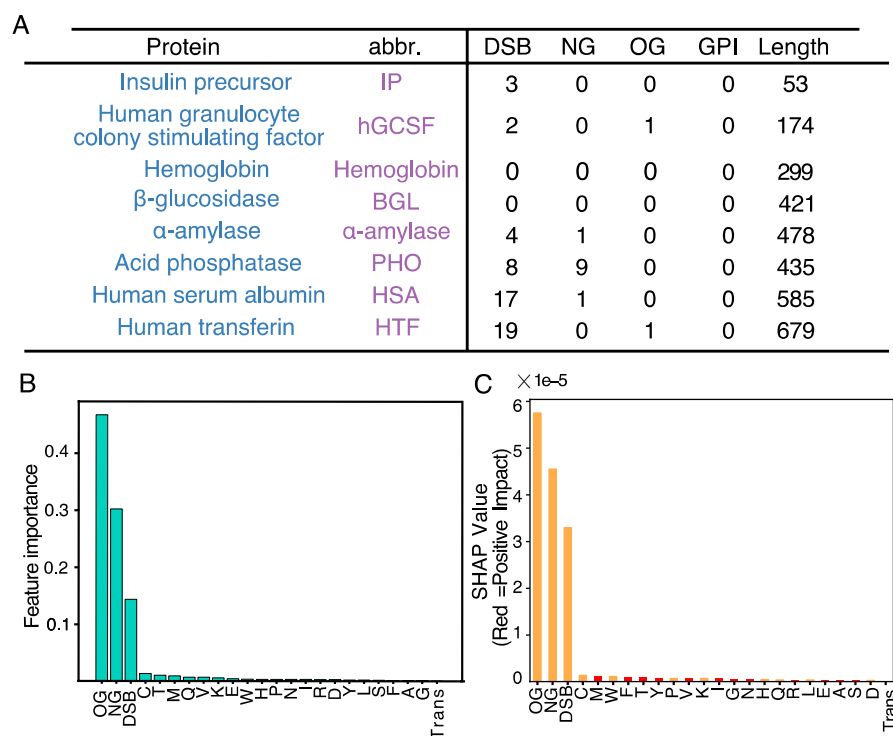 A
Protein abbr. DSB NG OG GPI Length
Insulin precursor IP 3 0 0 0 53
Human granulocyte
colony stimulating factor hGCSF 2 0 1 0 174
Hemoglobin Hemoglobin 0 0 0 0 299
β-glucosidase BGL 0 0 0 0 421
α-amylase α-amylase 4 1 0 0 478
Acid phosphatase PHO 8 9 0 0 435
Human serum albumin HSA 17 1 0 0 585
Human transferin HTF 19 0 1 0 679
B
Feature importance
0.4
0.3
0.2
0.1
OG NG DSB C T M Q V K E W H P N I R D Y L S F A G Trans
C
× 1e–5
SHAP Value
(Red =Positive Impact)
6
5
4
3
2
1
0
OG NG DSB C M W F T Y P V K I G N H Q R L E A S D Trans